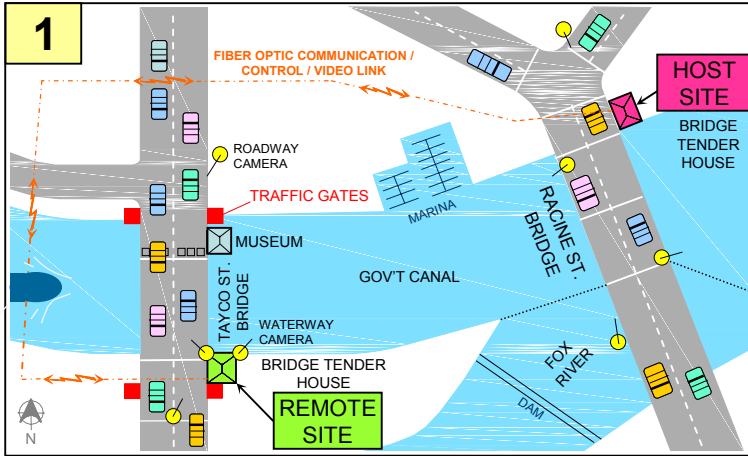 1
FIBER OPTIC COMMUNICATION /
CONTROL / VIDEO LINK
HOST
SITE
BRIDGE
TENDER
HOUSE
ROADWAY
CAMERA
TRAFFIC GATES
MARINA
RACINE ST.
BRIDGE
MUSEUM
GOV'T CANAL
TAYCO ST.
BRIDGE
WATERWAY
CAMERA
BRIDGE TENDER
HOUSE
FOX
RIVER
DAM
REMOTE
SITE
N